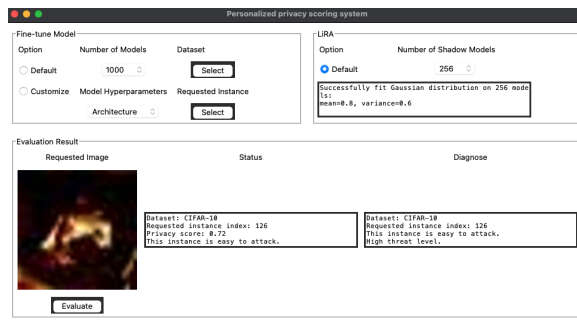 Personalized privacy scoring system
Fine-tune Model
Option Number of Models Dataset
Default 1000 Select
Customize Model Hyperparameters Requested Instance
Architecture Select
LiRA
Option Number of Shadow Models
Default 256
Successfully fit Gaussian distribution on 256 mode
ls:
mean=0.8, variance=0.6
Evaluation Result
Requested Image Status Diagnose
Dataset: CIFAR-10
Requested instance index: 126
Privacy score: 0.72
This instance is easy to attack.
Dataset: CIFAR-10
Requested instance index: 126
This instance is easy to attack.
High threat level.
Evaluate